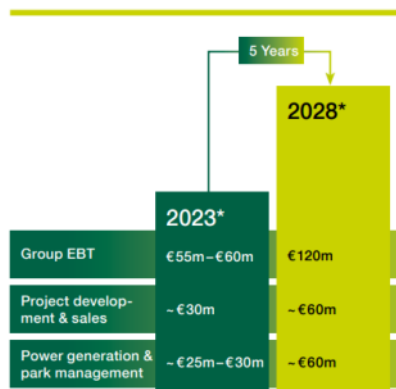 5 Years
2028*
2023*
Group EBT €55m–€60m €120m
Project develop-
ment & sales ~€30m ~€60m
Power generation &
park management ~€25m–€30m ~€60m